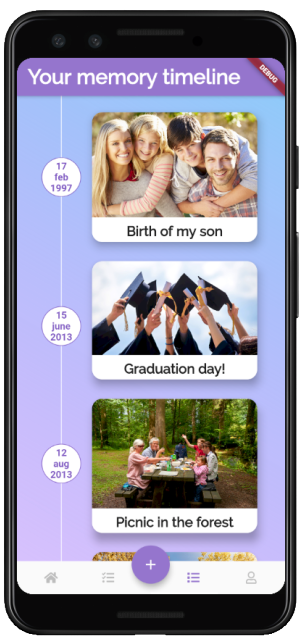 Your memory timeline
DEBUG
17
feb
1997
Birth of my son
15
june
2013
Graduation day!
12
aug
2013
Picnic in the forest
+